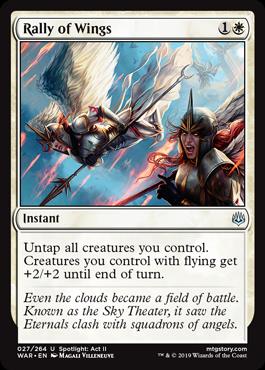 Rally of Wings 1
Instant
Untap all creatures you control.
Creatures you control with flying get
+2/+2 until end of turn.
Even the clouds became a field of battle.
Known as the Sky Theater, it saw the
Eternals clash with squadrons of angels.
027/264 U Spotlight: Act II mtgstory.com
WAR • EN MAGALI VILLENEUVE ™ & © 2019 Wizards of the Coast